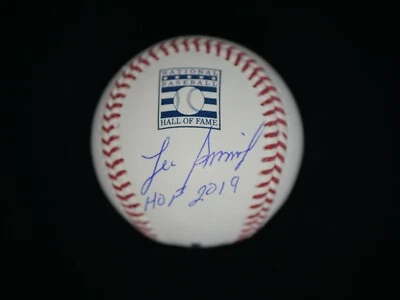 NATIONAL
BASEBALL
HALL OF FAME
Lee Smith
HOF 2019